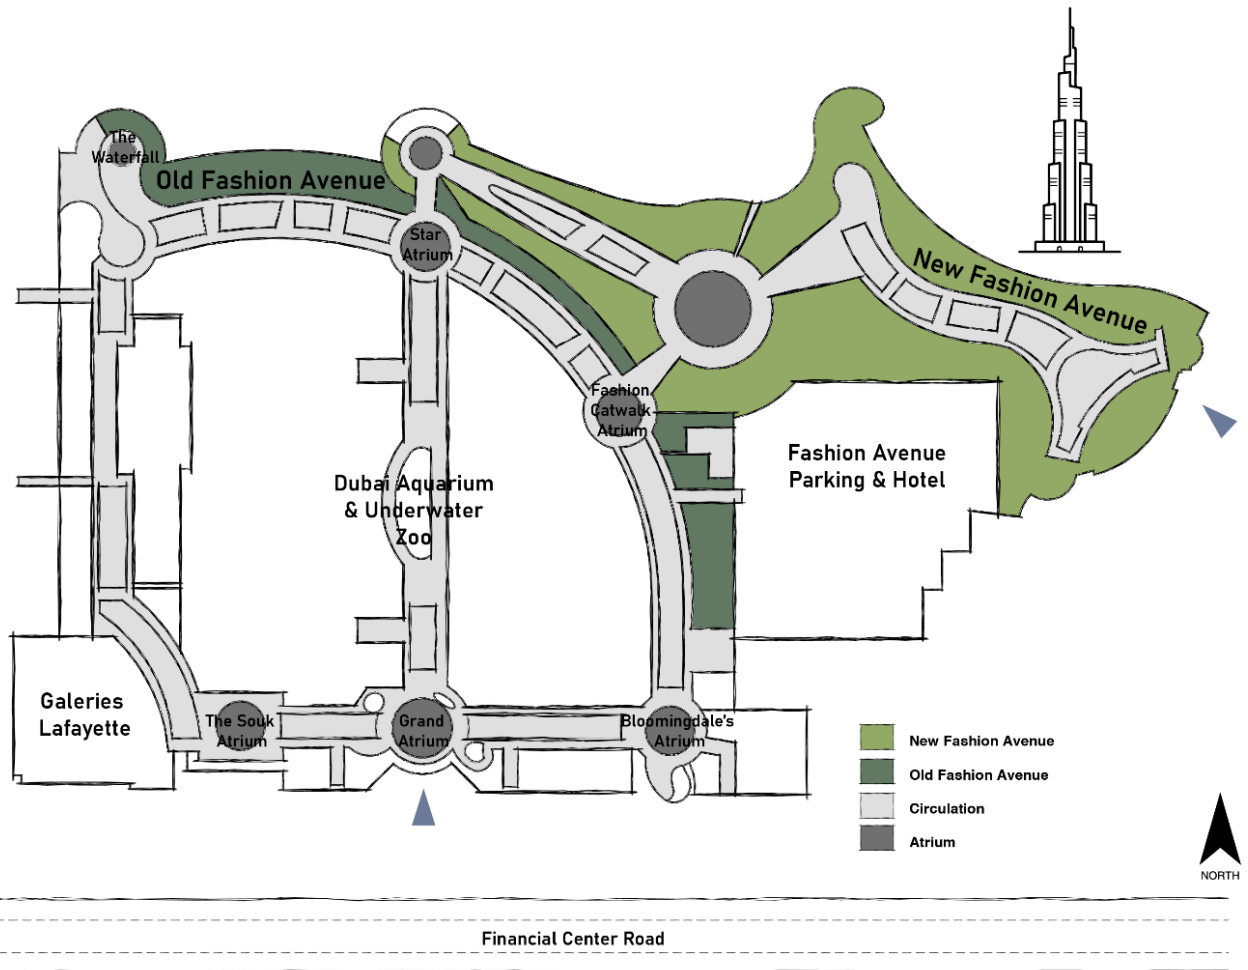 The
Waterfall
Old Fashion Avenue
Star
Atrium
New Fashion Avenue
Fashion
Catwalk
Atrium
Fashion Avenue
Parking & Hotel
Dubai Aquarium
& Underwater
Zoo
Galeries
Lafayette
The Souk
Atrium
Grand
Atrium
Bloomingdale's
Atrium
New Fashion Avenue
Old Fashion Avenue
Circulation
Atrium
NORTH
Financial Center Road